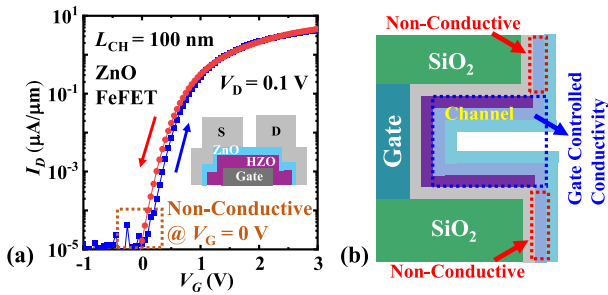 10¹
L_CH = 100 nm
ZnO
FeFET
V_D = 0.1 V
10⁻¹
10⁻³
10⁻⁵
I_D (μA/μm)
S
D
ZnO
HZO
Gate
Non-Conductive
@ V_G = 0 V
-1
0
1
2
3
V_G (V)
(a)
Non-Conductive
SiO₂
Channel
Gate
Gate Controlled
Conductivity
SiO₂
Non-Conductive
(b)